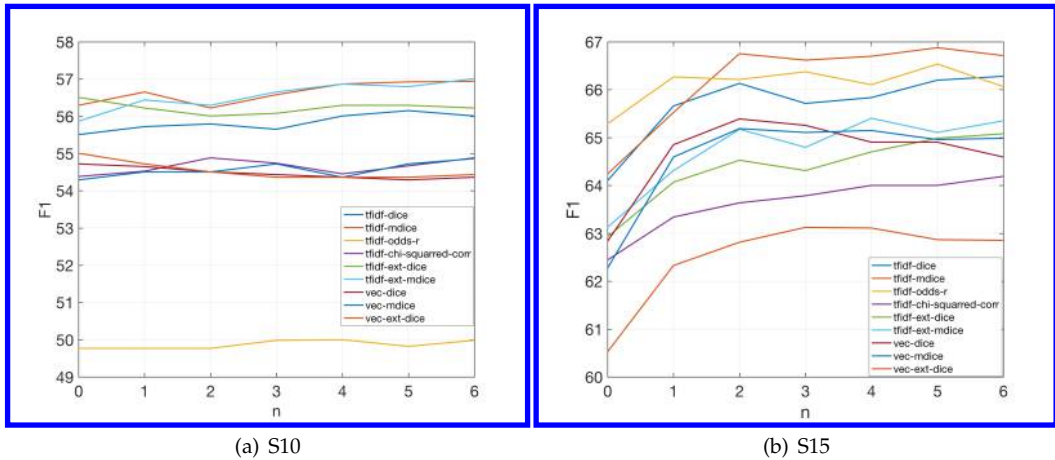 58
57
56
55
54
53
52
51
50
49
F1
0 1 2 3 4 5 6
n
tfidf-dice
tfidf-mdice
tfidf-odds-r
tfidf-chi-squarred-corr
tfidf-ext-dice
tfidf-ext-mdice
vec-dice
vec-mdice
vec-ext-dice
(a) S10
67
66
65
64
63
62
61
60
F1
0 1 2 3 4 5 6
n
tfidf-dice
tfidf-mdice
tfidf-odds-r
tfidf-chi-squarred-corr
tfidf-ext-dice
tfidf-ext-mdice
vec-dice
vec-mdice
vec-ext-dice
(b) S15